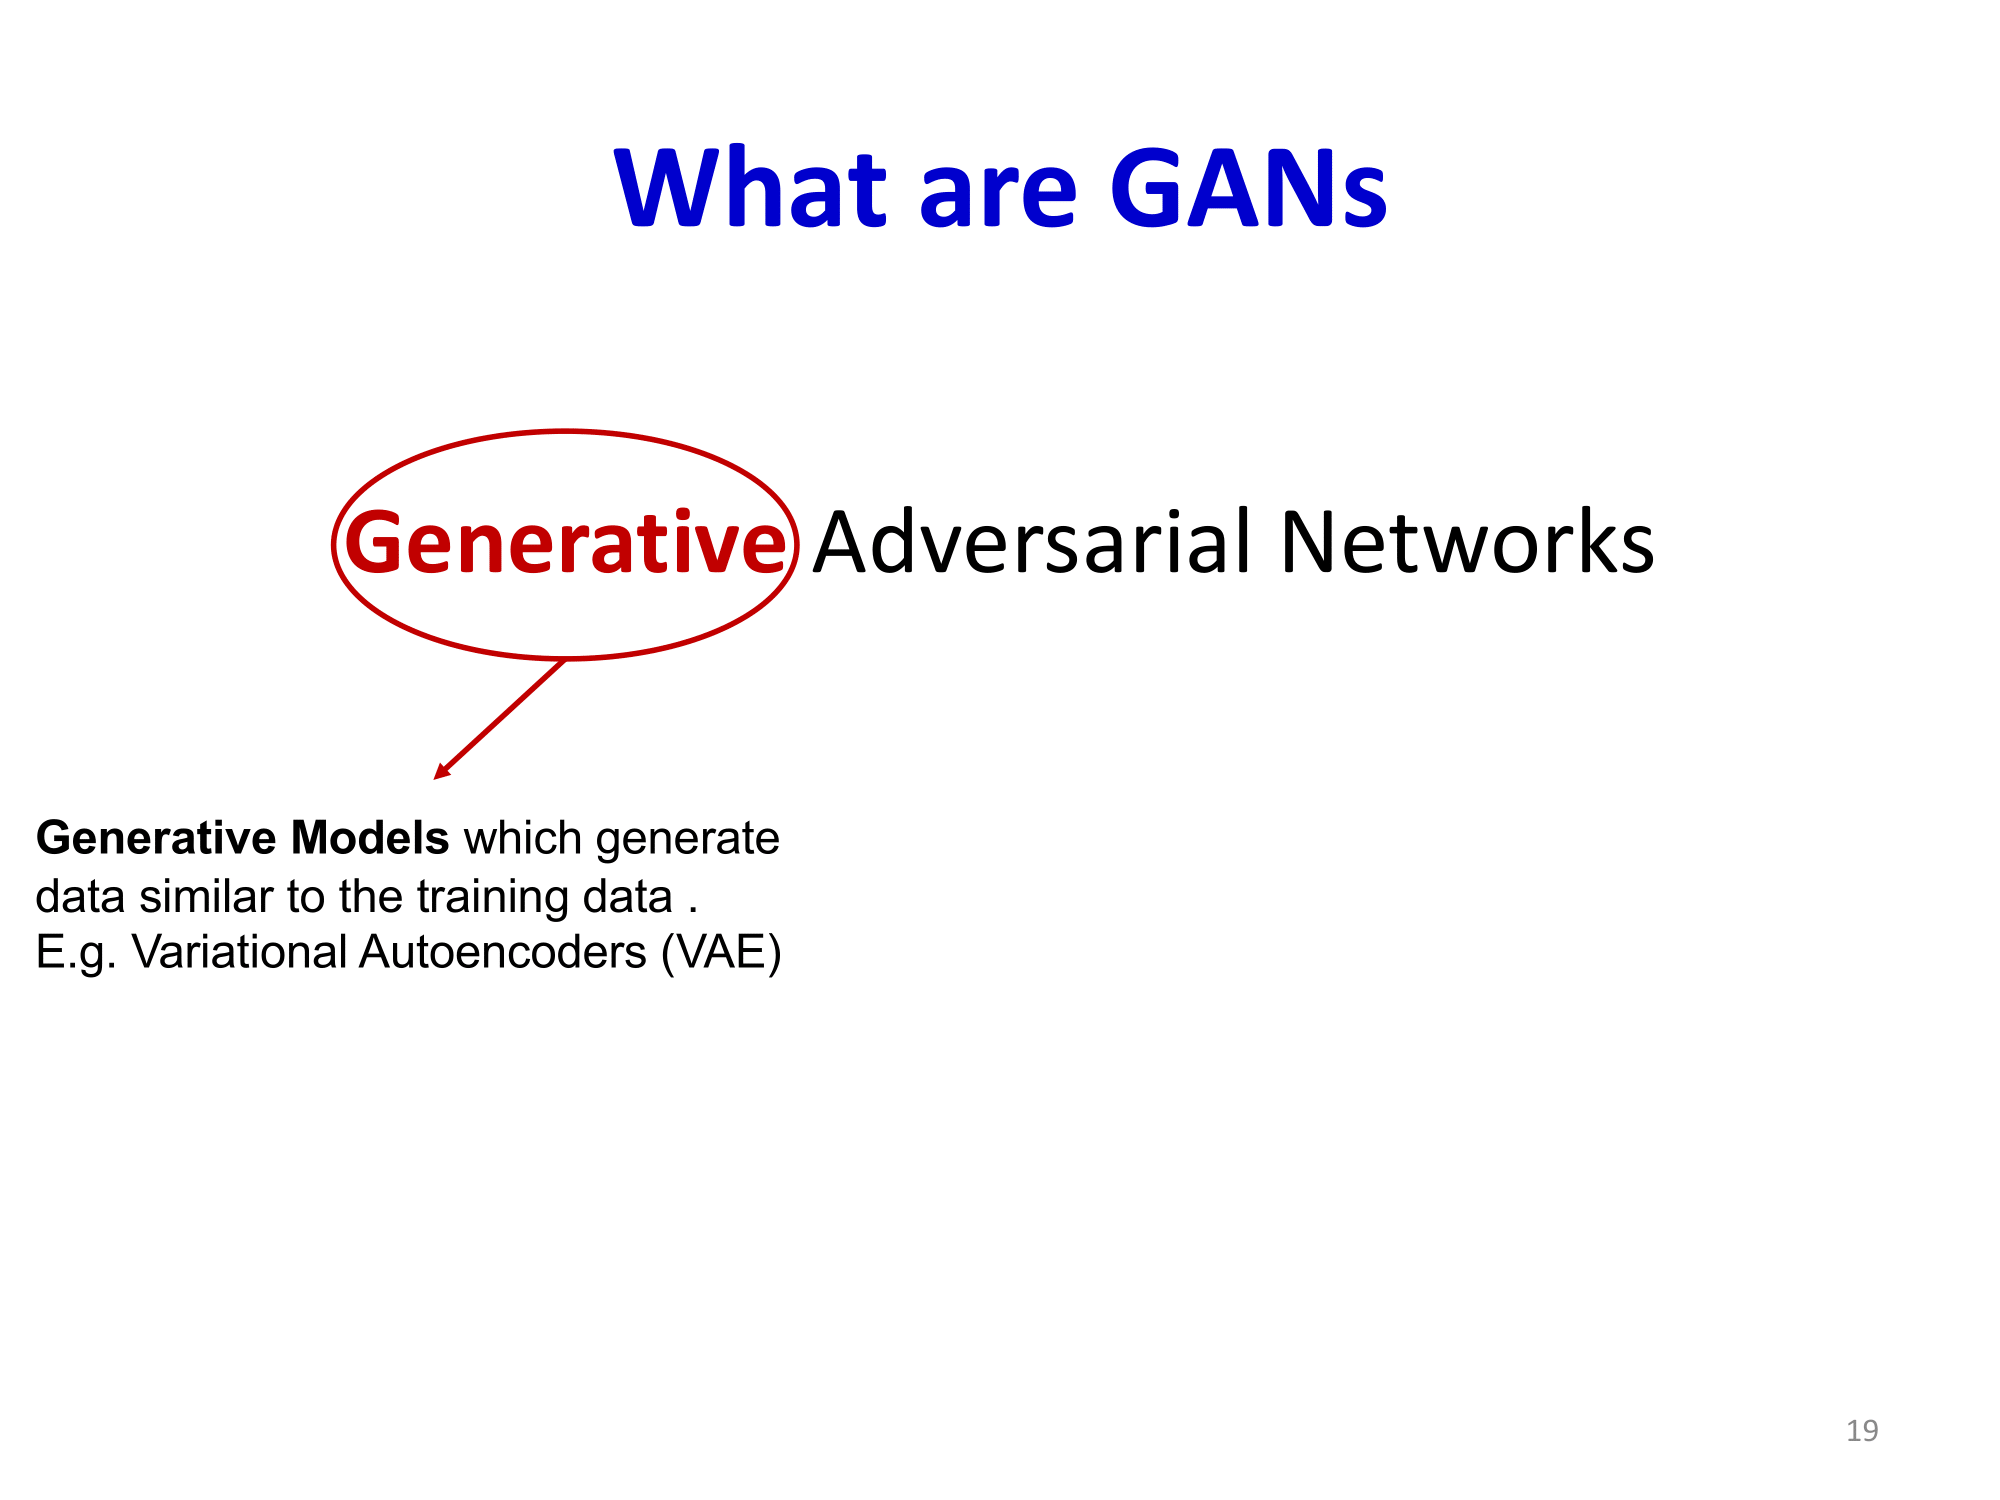 What are GANs
Generative Adversarial Networks
Generative Models which generate
data similar to the training data .
E.g. Variational Autoencoders (VAE)
19